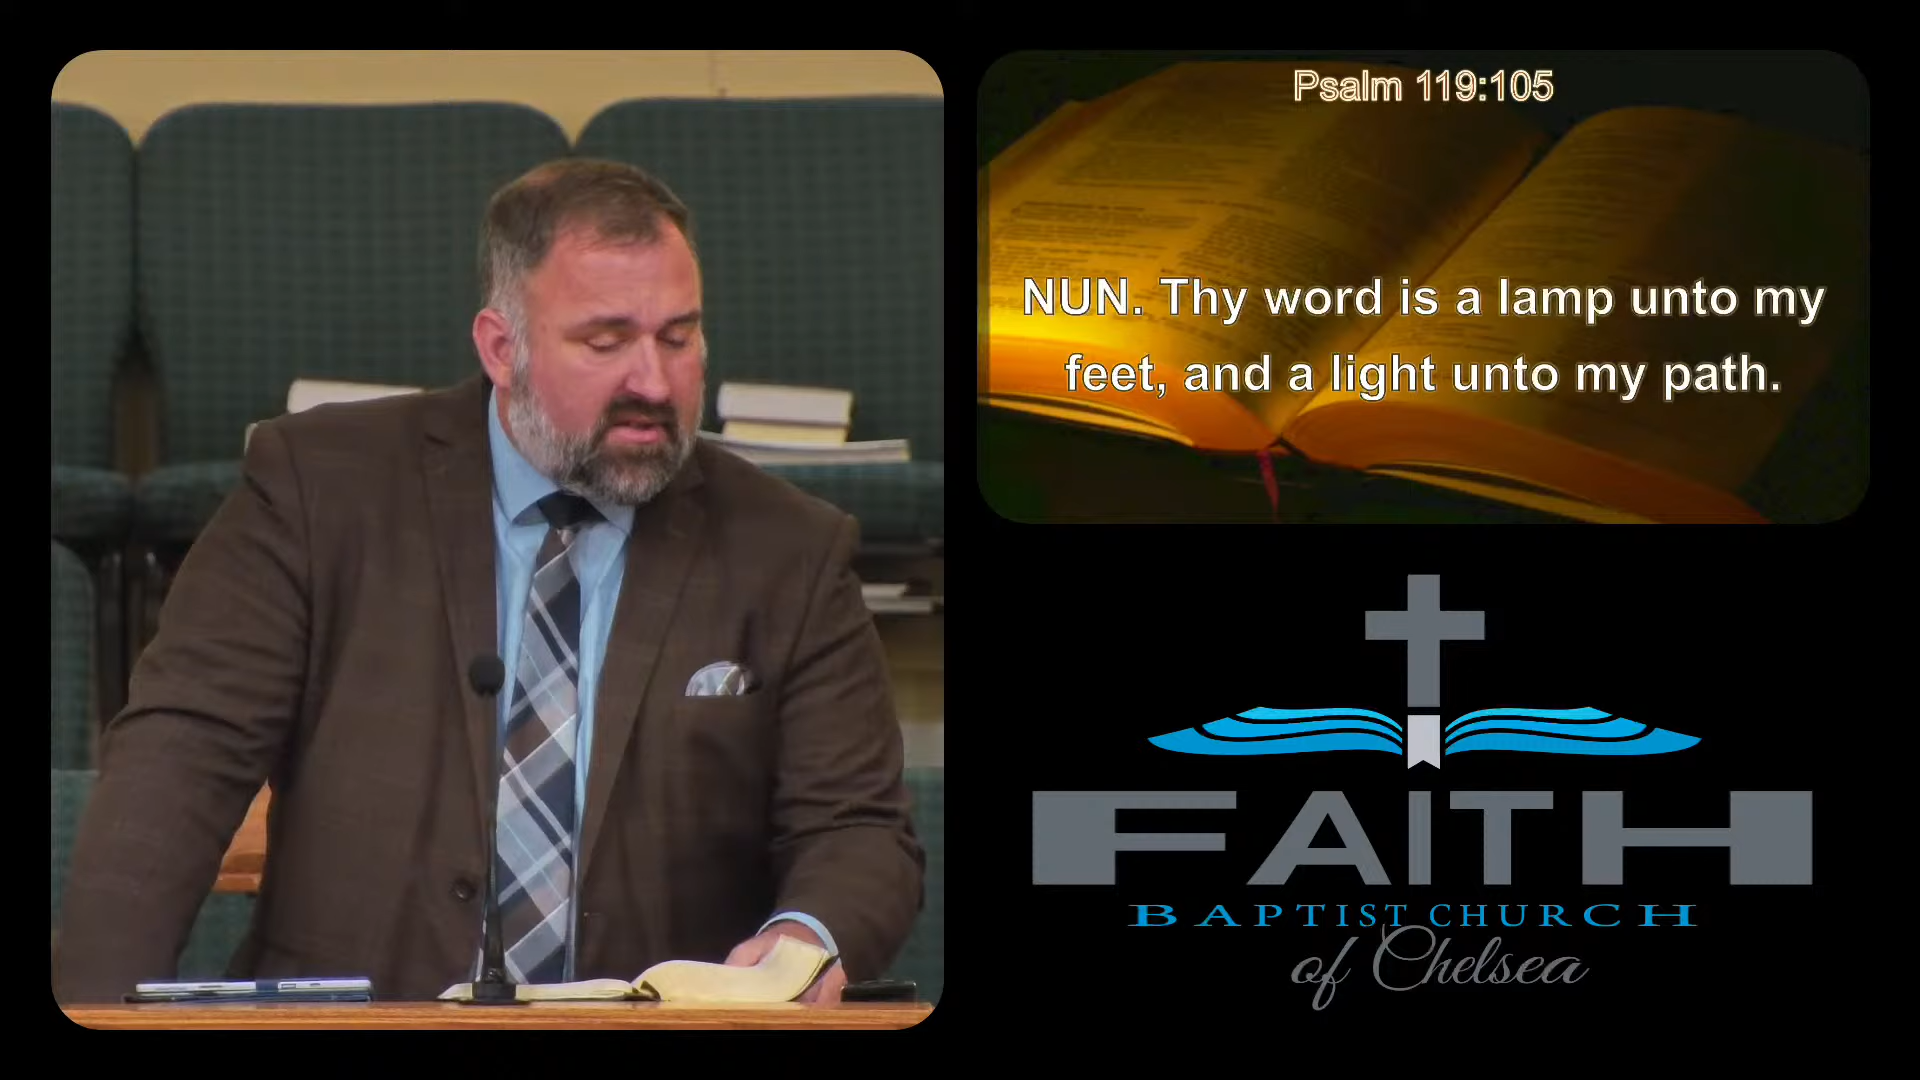 Psalm 119:105
NUN. Thy word is a lamp unto my
feet, and a light unto my path.
FAITH
BAPTIST CHURCH
of Chelsea